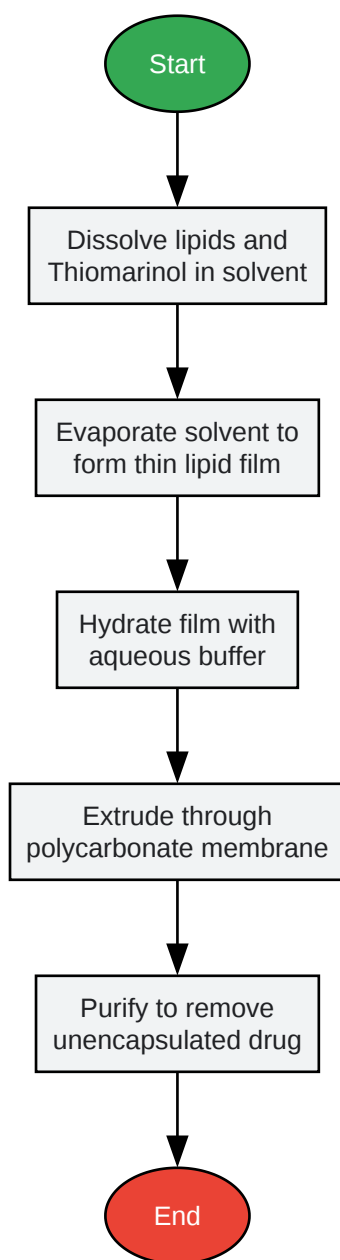 Start
Dissolve lipids and
Thiomarinol in solvent
Evaporate solvent to
form thin lipid film
Hydrate film with
aqueous buffer
Extrude through
polycarbonate membrane
Purify to remove
unencapsulated drug
End